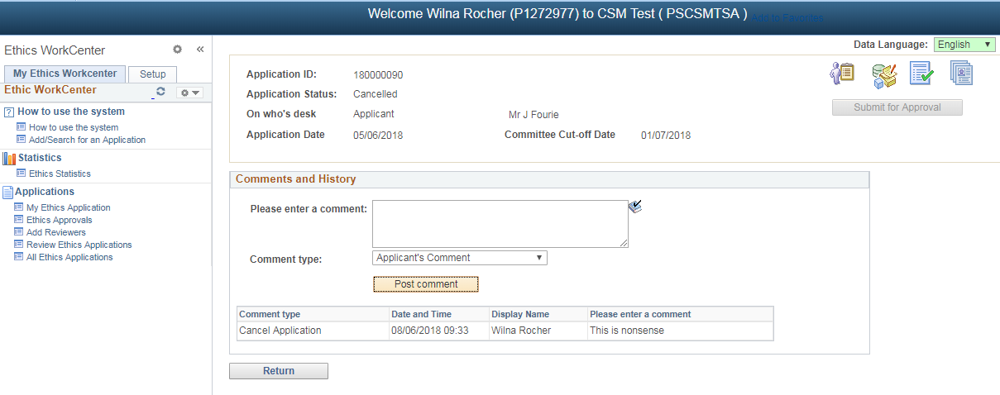 Welcome Wilna Rocher (P1272977) to CSM Test ( PSCSMTSA )
Add to Favorites
Data Language: English
Ethics WorkCenter
My Ethics Workcenter
Setup
Ethic WorkCenter
How to use the system
How to use the system
Add/Search for an Application
Statistics
Ethics Statistics
Applications
My Ethics Application
Ethics Approvals
Add Reviewers
Review Ethics Applications
All Ethics Applications
Application ID: 180000090
Application Status: Cancelled
On who's desk Applicant Mr J Fourie
Application Date 05/06/2018 Committee Cut-off Date 01/07/2018
Submit for Approval
Comments and History
Please enter a comment:
Comment type: Applicant's Comment
Post comment
Comment type Date and Time Display Name Please enter a comment
Cancel Application 08/06/2018 09:33 Wilna Rocher This is nonsense
Return